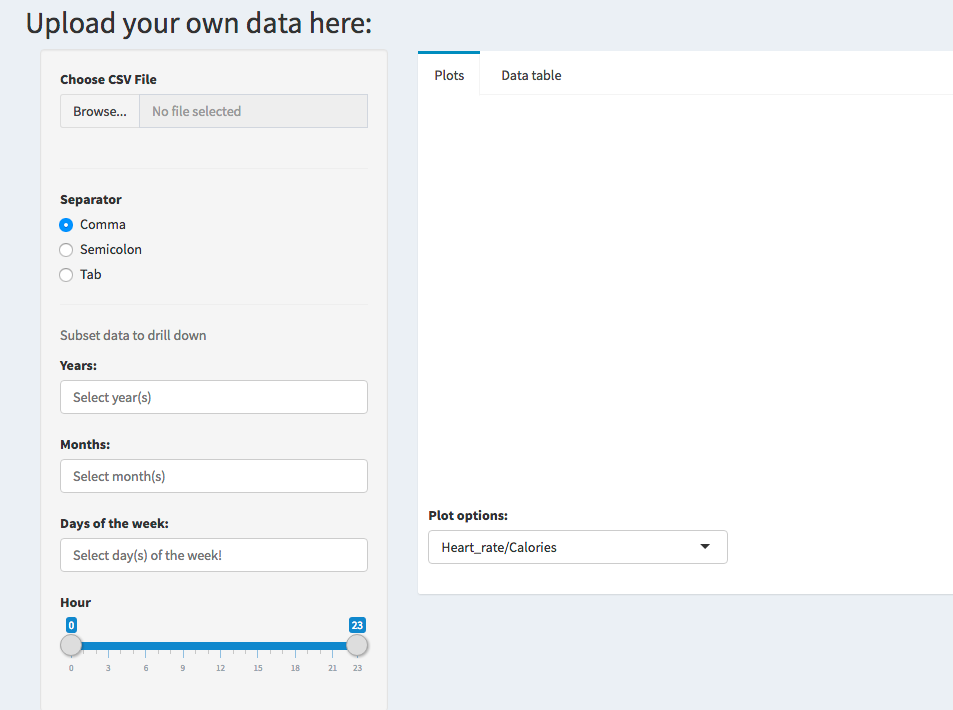 Upload your own data here:
Choose CSV File
Browse... No file selected
Separator
Comma
Semicolon
Tab
Subset data to drill down
Years:
Select year(s)
Months:
Select month(s)
Days of the week:
Select day(s) of the week!
Hour
0 23
0 3 6 9 12 15 18 21 23
Plots Data table
Plot options:
Heart_rate/Calories